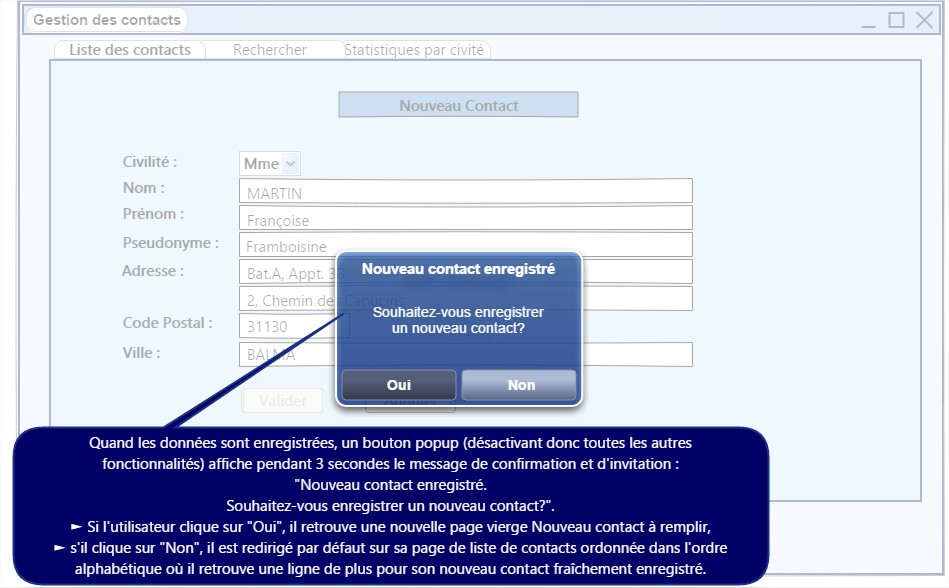 Gestion des contacts
Liste des contacts
Rechercher
Statistiques par civité
Nouveau Contact
Civilité :
Mme
Nom :
MARTIN
Prénom :
Françoise
Pseudonyme :
Framboisine
Adresse :
Bat.A, Appt. 38
2, Chemin des Capucins
Code Postal :
31130
Ville :
BALMA
Valider
Annuler
Nouveau contact enregistré
Souhaitez-vous enregistrer
un nouveau contact?
Oui
Non
Quand les données sont enregistrées, un bouton popup (désactivant donc toutes les autres
fonctionnalités) affiche pendant 3 secondes le message de confirmation et d'invitation :
"Nouveau contact enregistré.
Souhaitez-vous enregistrer un nouveau contact?".
► Si l'utilisateur clique sur "Oui", il retrouve une nouvelle page vierge Nouveau contact à remplir,
► s'il clique sur "Non", il est redirigé par défaut sur sa page de liste de contacts ordonnée dans l'ordre
alphabétique où il retrouve une ligne de plus pour son nouveau contact fraîchement enregistré.